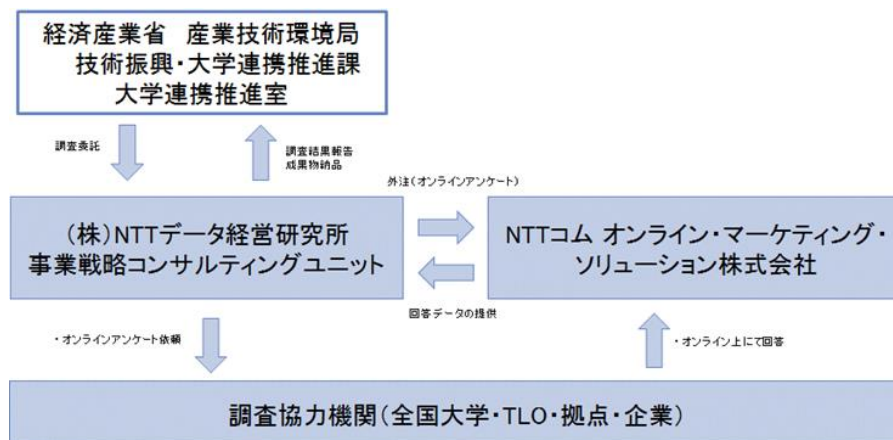 経済産業省 産業技術環境局
技術振興・大学連携推進課
大学連携推進室
調査委託
調査結果報告
成果物納品
外注(オンラインアンケート)
(株)NTTデータ経営研究所
事業戦略コンサルティングユニット
NTTコム オンライン・マーケティング・
ソリューション株式会社
回答データの提供
・オンラインアンケート依頼
・オンライン上にて回答
調査協力機関(全国大学・TLO・拠点・企業)